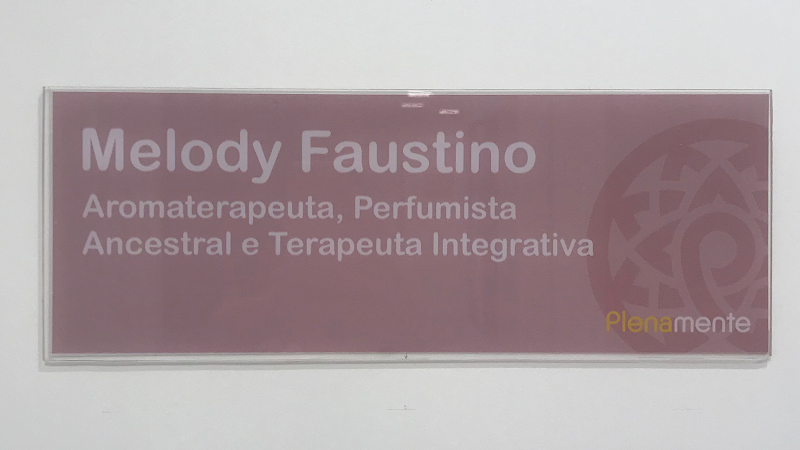 Melody Faustino
Aromaterapeuta, Perfumista
Ancestral e Terapeuta Integrativa
Plenamente